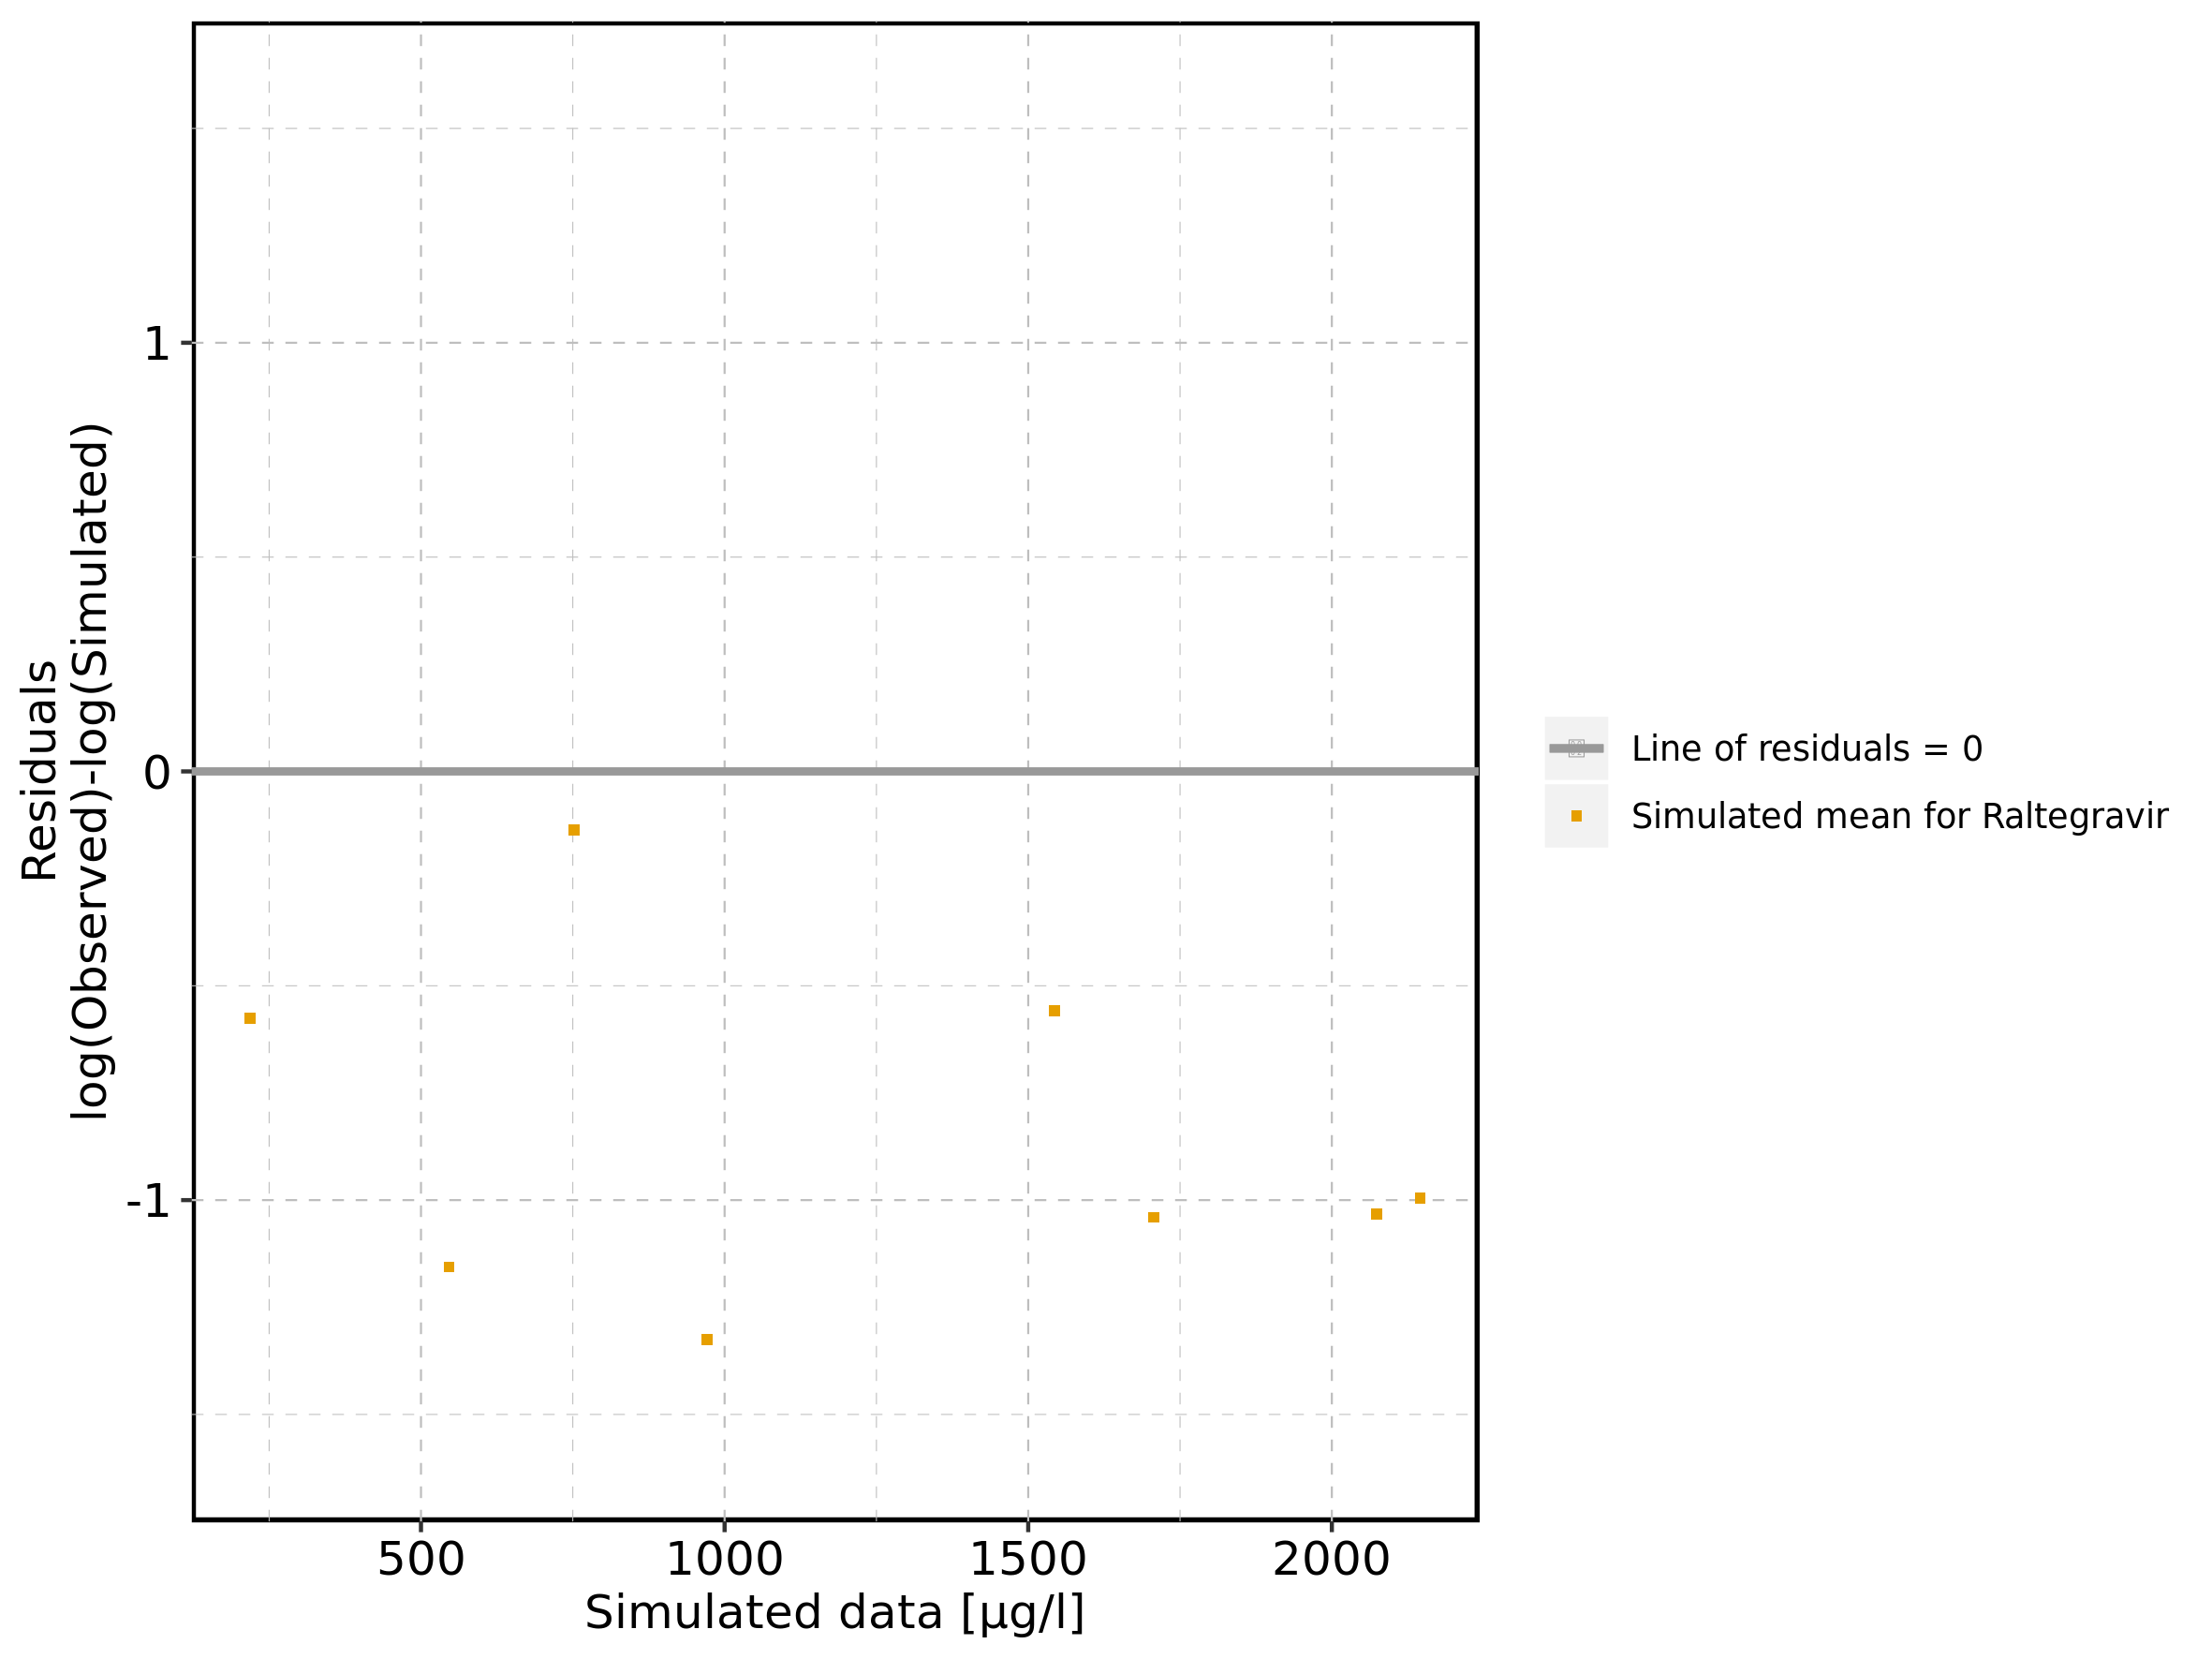 Residuals
log(Observed)-log(Simulated)
1
0
-1
500 1000 1500 2000
Simulated data [µg/l]
Line of residuals = 0
Simulated mean for Raltegravir